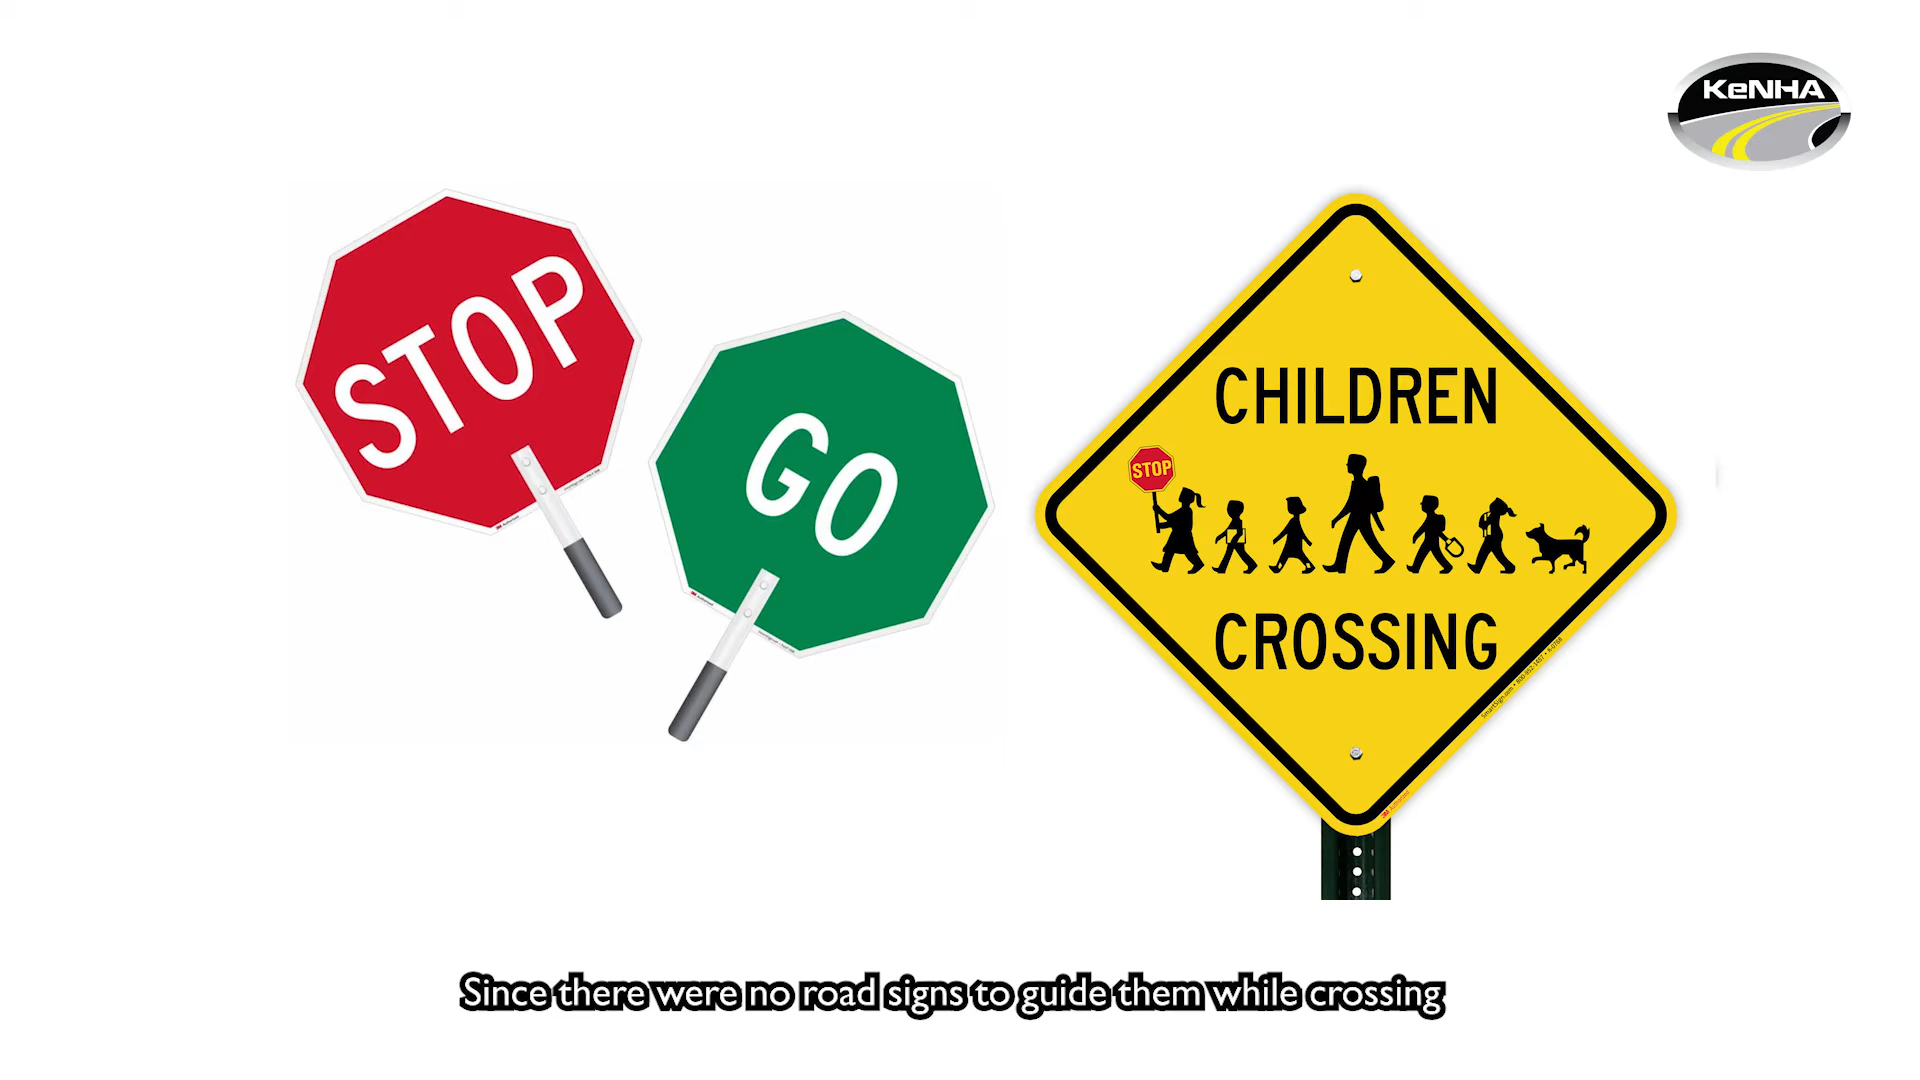 KeNHA
STOP
GO
CHILDREN
STOP
CROSSING
Since there were no road signs to guide them while crossing